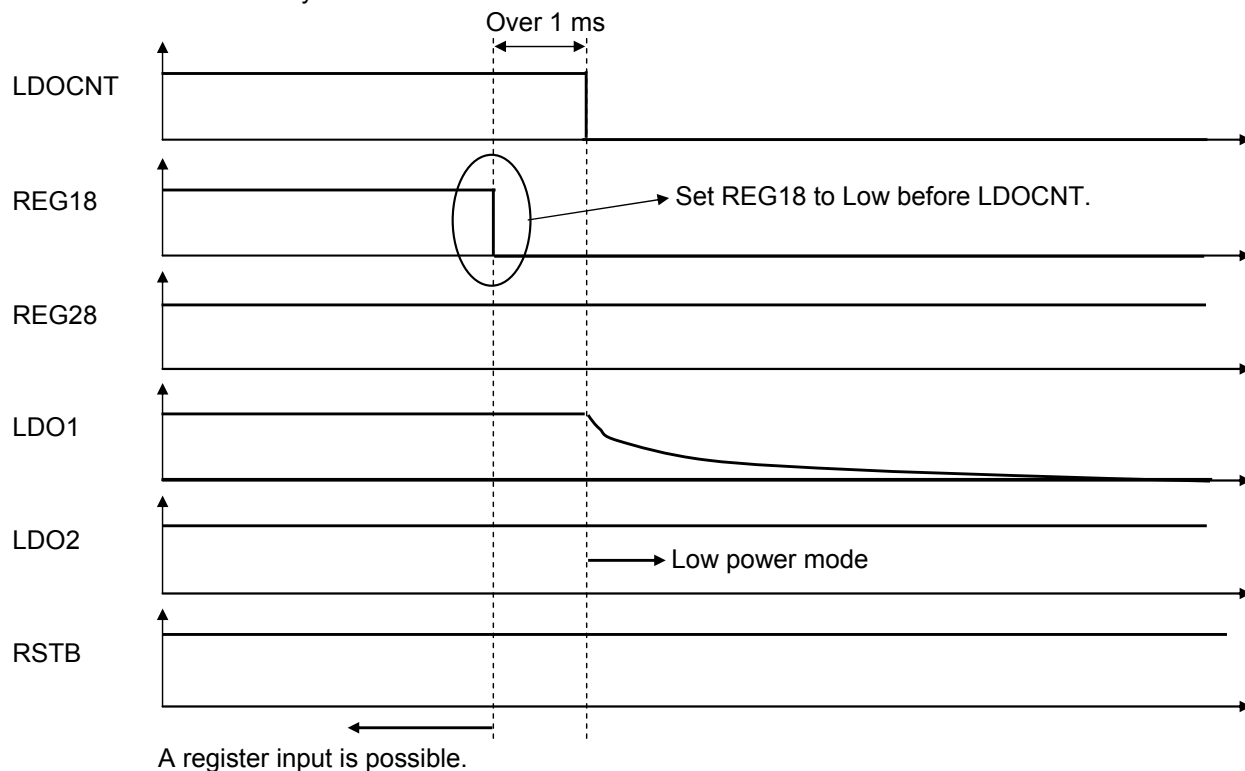 Over 1 ms
LDOCNT
REG18
Set REG18 to Low before LDOCNT.
REG28
LDO1
LDO2
Low power mode
RSTB
A register input is possible.